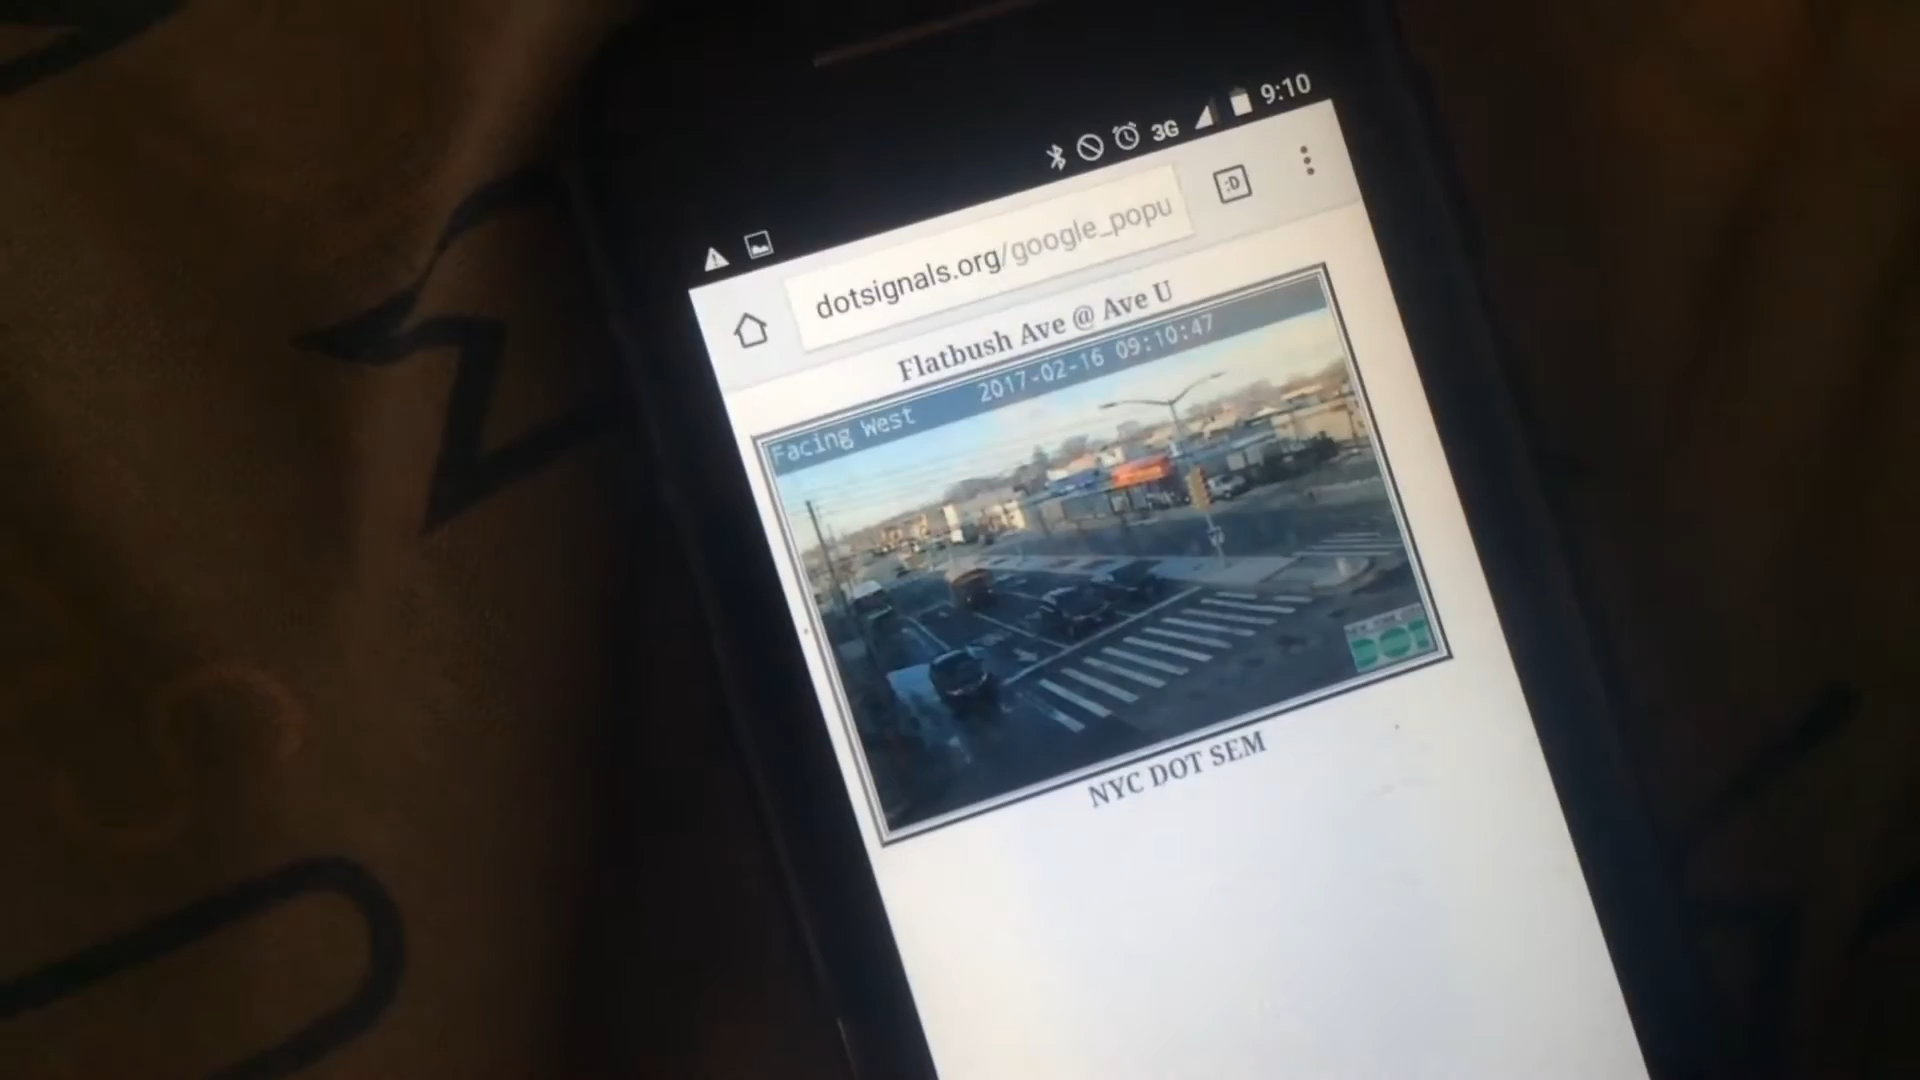 9:10
3G
:D
dotsignals.org/google_popu
Flatbush Ave @ Ave U
Facing West 2017-02-16 09:10:47
DOT
NYC DOT SEM